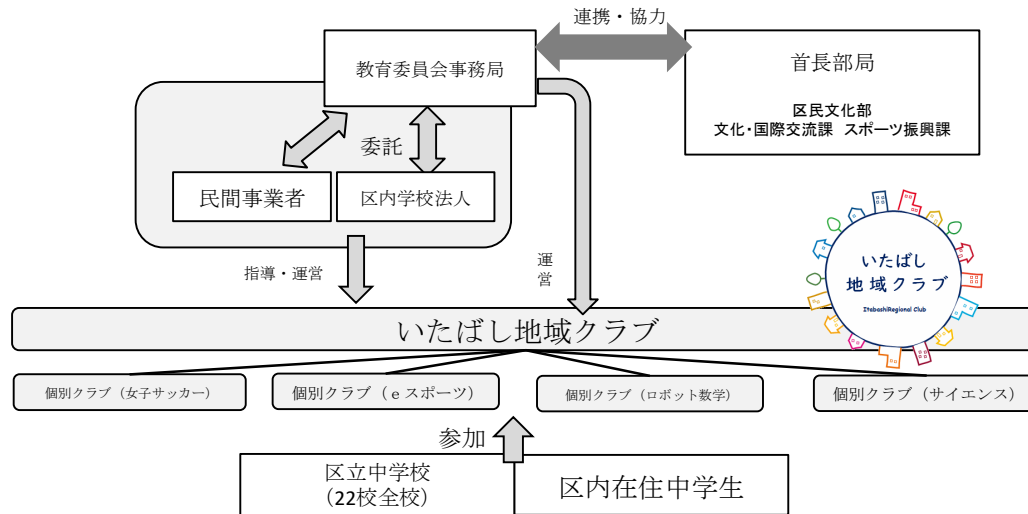 連携・協力
教育委員会事務局
首長部局
区民文化部
文化・国際交流課 スポーツ振興課
委託
民間事業者
区内学校法人
指導・運営
運営
いたばし
地域クラブ
ItabashiRegional Club
いたばし地域クラブ
個別クラブ（女子サッカー）
個別クラブ（eスポーツ）
個別クラブ（ロボット数学）
個別クラブ（サイエンス）
参加
区立中学校
（22校全校）
区内在住中学生